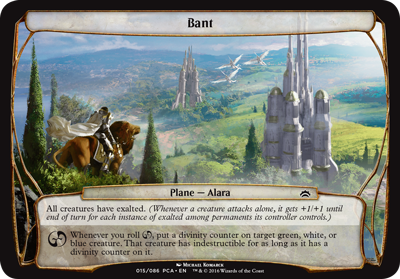 Bant
Plane — Alara
All creatures have exalted. (Whenever a creature attacks alone, it gets +1/+1 until
end of turn for each instance of exalted among permanents its controller controls.)
Whenever you roll , put a divinity counter on target green, white, or
blue creature. That creature has indestructible for as long as it has a
divinity counter on it.
Michael Komarck
015/086 PCA • EN ™ & © 2016 Wizards of the Coast